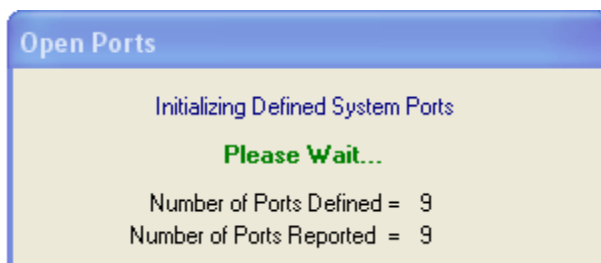 Open Ports
Initializing Defined System Ports
Please Wait...
Number of Ports Defined = 9
Number of Ports Reported = 9